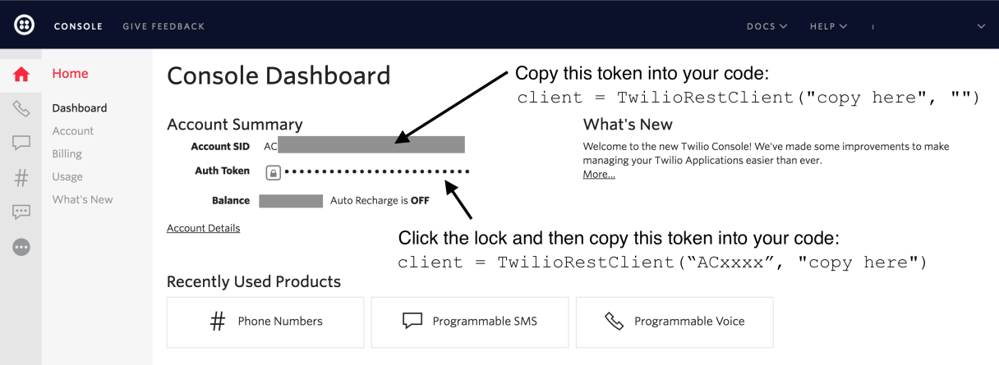 CONSOLE GIVE FEEDBACK DOCS HELP
Home
Dashboard
Account
Billing
Usage
What's New
Console Dashboard
Copy this token into your code:
client = TwilioRestClient("copy here", "")
Account Summary
Account SID AC
Auth Token
Balance Auto Recharge is OFF
Account Details
What's New
Welcome to the new Twilio Console! We've made some improvements to make
managing your Twilio Applications easier than ever.
More...
Click the lock and then copy this token into your code:
client = TwilioRestClient(“ACxxxx”, "copy here")
Recently Used Products
# Phone Numbers
Programmable SMS
Programmable Voice